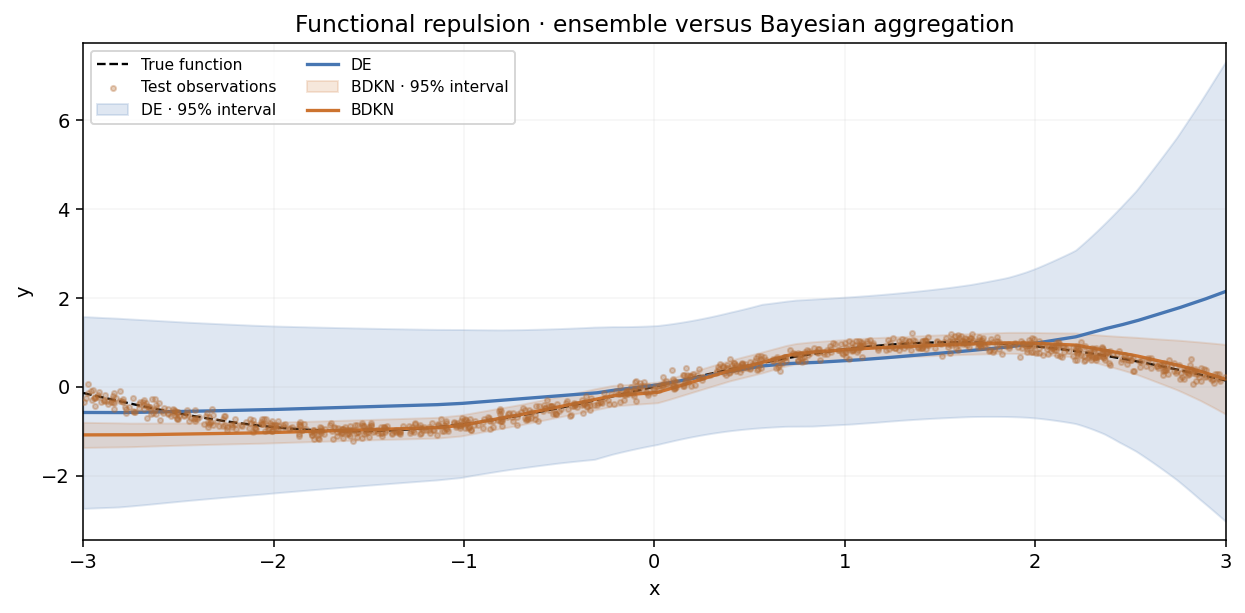 Functional repulsion · ensemble versus Bayesian aggregation
True function
Test observations
DE · 95% interval
DE
BDKN · 95% interval
BDKN
y
6
4
2
0
−2
−3
−2
−1
0
1
2
3
x